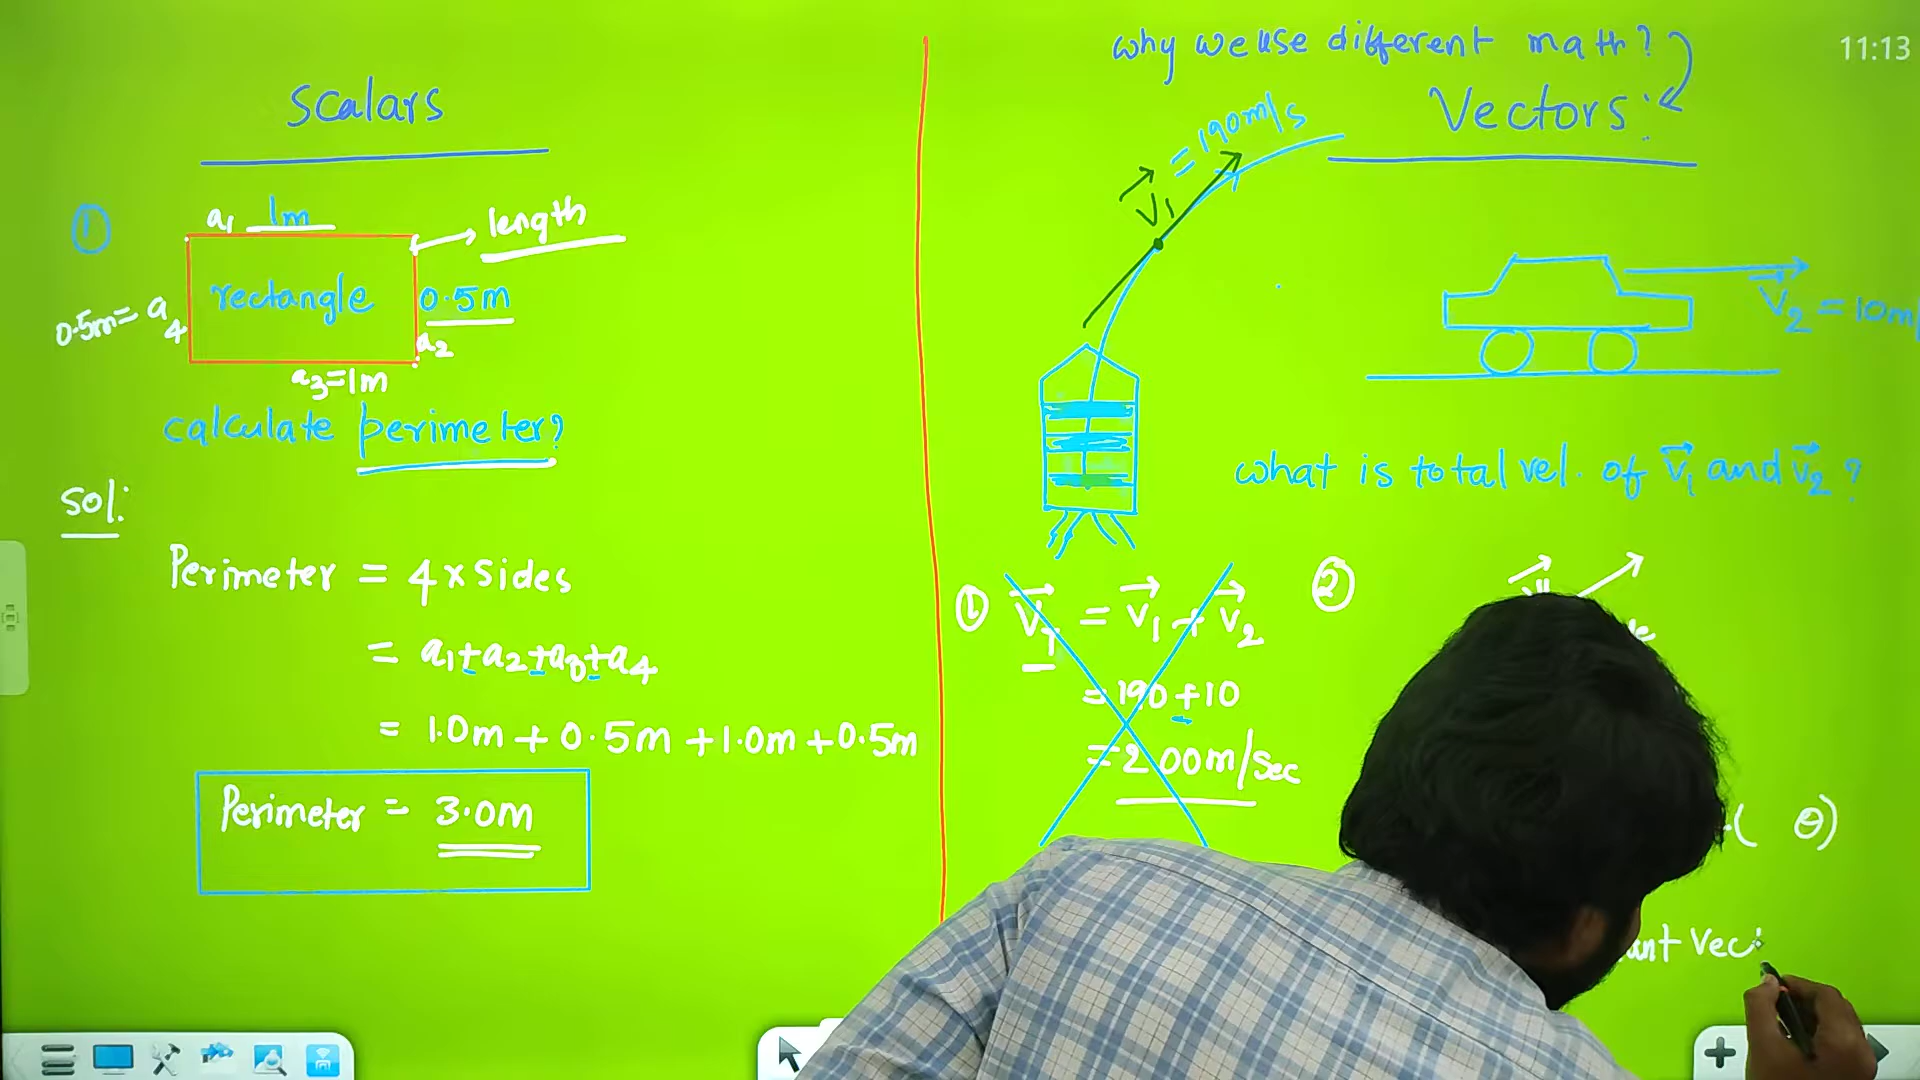 Scalars
①
a1 1m
length
rectangle
0.5m
0.5m = a4
a2
a3=1m
calculate perimeter?
Sol:
Perimeter = 4 x Sides
= a1+a2+a3+a4
= 1.0m + 0.5m + 1.0m + 0.5m
Perimeter = 3.0m
why we use different math?
11:13
Vectors:
V1 = 190m/s
V2 = 10m/
what is total vel. of V1 and V2 ?
① VT = V1 + V2
= 190 + 10
= 200m/sec
②
( θ)
Vec